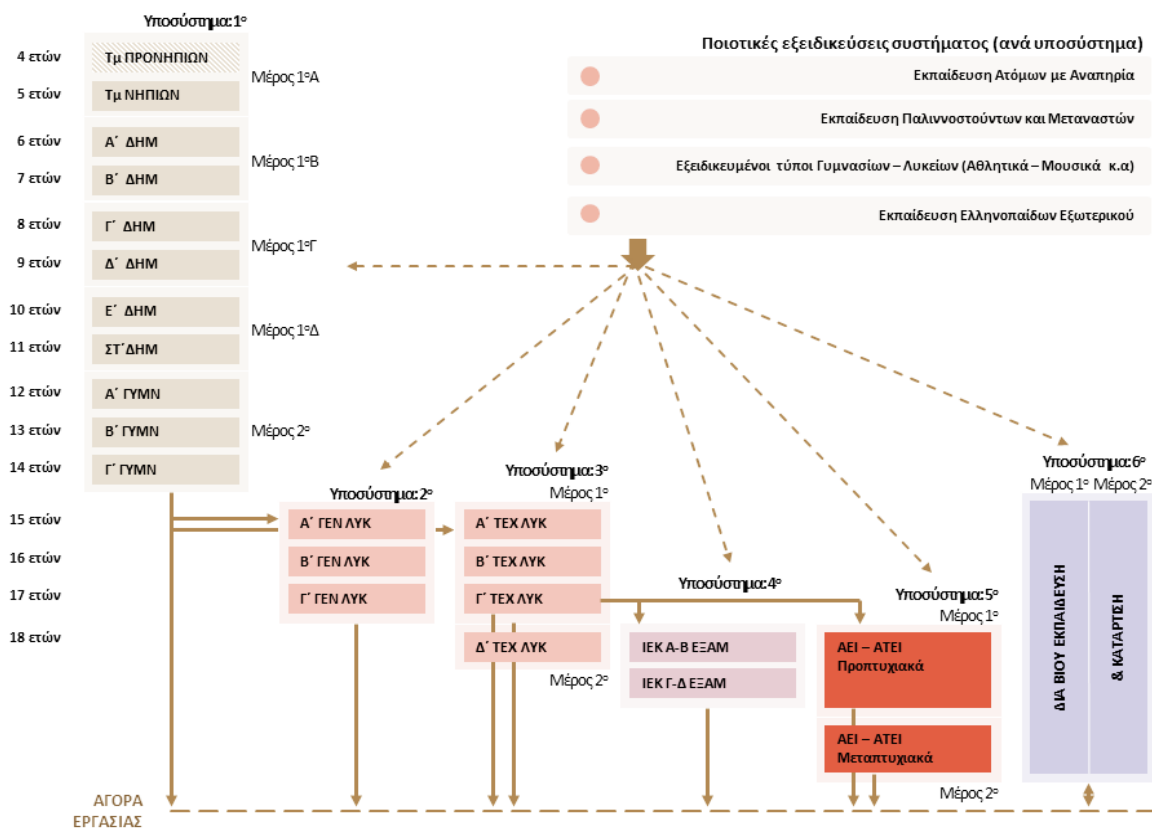 Υποσύστημα: 1ο
4 ετών
Τμ ΠΡΟΝΗΠΙΩΝ
Μέρος 1οΑ
5 ετών
Τμ ΝΗΠΙΩΝ
6 ετών
Α΄ ΔΗΜ
Μέρος 1οΒ
7 ετών
Β΄ ΔΗΜ
8 ετών
Γ΄ ΔΗΜ
Μέρος 1οΓ
9 ετών
Δ΄ ΔΗΜ
10 ετών
Ε΄ ΔΗΜ
Μέρος 1οΔ
11 ετών
ΣΤ΄ΔΗΜ
12 ετών
Α΄ ΓΥΜΝ
13 ετών
Β΄ ΓΥΜΝ
Μέρος 2ο
14 ετών
Γ΄ ΓΥΜΝ
Ποιοτικές εξειδικεύσεις συστήματος (ανά υποσύστημα)
Εκπαίδευση Ατόμων με Αναπηρία
Εκπαίδευση Παλιννοστούντων και Μεταναστών
Εξειδικευμένοι τύποι Γυμνασίων – Λυκείων (Αθλητικά – Μουσικά κ.α)
Εκπαίδευση Ελληνοπαίδων Εξωτερικού
15 ετών
16 ετών
17 ετών
18 ετών
Υποσύστημα: 2ο
Α΄ ΓΕΝ ΛΥΚ
Β΄ ΓΕΝ ΛΥΚ
Γ΄ ΓΕΝ ΛΥΚ
Υποσύστημα: 3ο
Μέρος 1ο
Α΄ ΤΕΧ ΛΥΚ
Β΄ ΤΕΧ ΛΥΚ
Γ΄ ΤΕΧ ΛΥΚ
Δ΄ ΤΕΧ ΛΥΚ
Μέρος 2ο
Υποσύστημα: 4ο
ΙΕΚ Α-Β ΕΞΑΜ
ΙΕΚ Γ-Δ ΕΞΑΜ
Υποσύστημα: 5ο
Μέρος 1ο
ΑΕΙ – ΑΤΕΙ
Προπτυχιακά
ΑΕΙ – ΑΤΕΙ
Μεταπτυχιακά
Μέρος 2ο
Υποσύστημα: 6ο
Μέρος 1ο Μέρος 2ο
ΔΙΑ ΒΙΟΥ ΕΚΠΑΙΔΕΥΣΗ
& ΚΑΤΑΡΤΙΣΗ
ΑΓΟΡΑ
ΕΡΓΑΣΙΑΣ